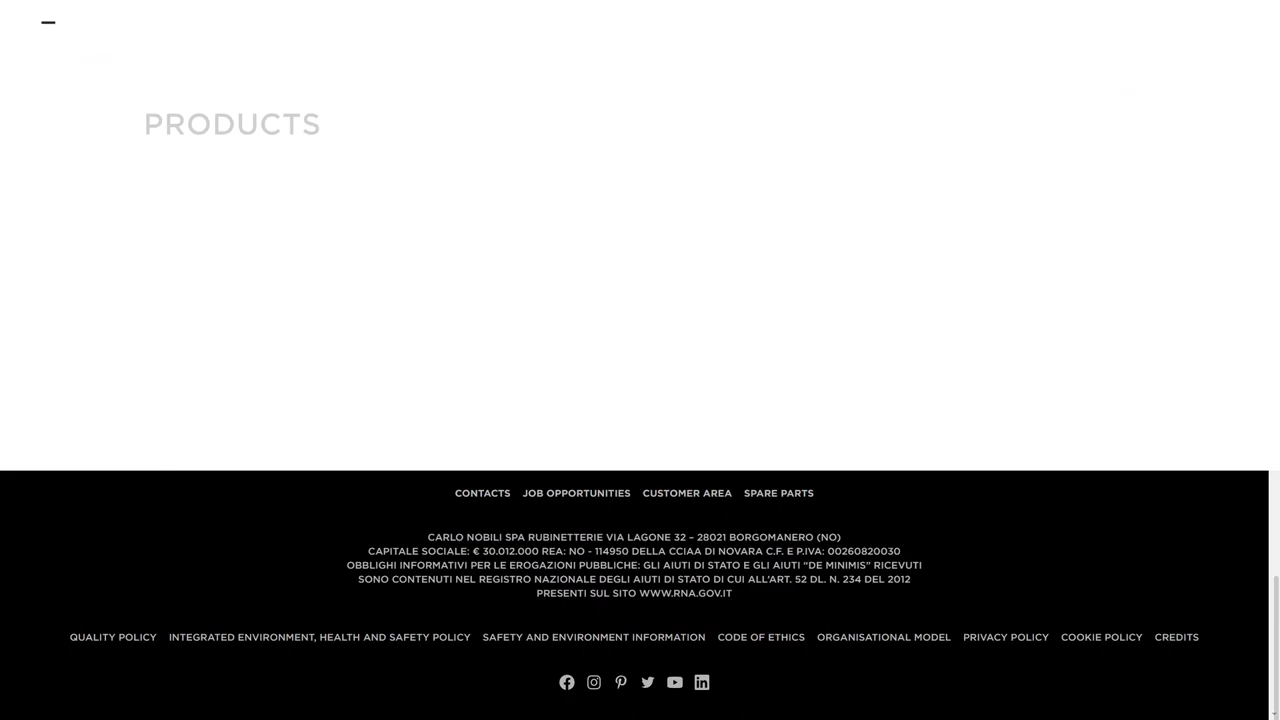 PRODUCTS
CONTACTS JOB OPPORTUNITIES CUSTOMER AREA SPARE PARTS
CARLO NOBILI SPA RUBINETTERIE VIA LAGONE 32 – 28021 BORGOMANERO (NO)
CAPITALE SOCIALE: € 30.012.000 REA: NO - 114950 DELLA CCIAA DI NOVARA C.F. E P.IVA: 00260820030
OBBLIGHI INFORMATIVI PER LE EROGAZIONI PUBBLICHE: GLI AIUTI DI STATO E GLI AIUTI “DE MINIMIS” RICEVUTI
SONO CONTENUTI NEL REGISTRO NAZIONALE DEGLI AIUTI DI STATO DI CUI ALL’ART. 52 DL. N. 234 DEL 2012
PRESENTI SUL SITO WWW.RNA.GOV.IT
QUALITY POLICY INTEGRATED ENVIRONMENT, HEALTH AND SAFETY POLICY SAFETY AND ENVIRONMENT INFORMATION CODE OF ETHICS ORGANISATIONAL MODEL PRIVACY POLICY COOKIE POLICY CREDITS